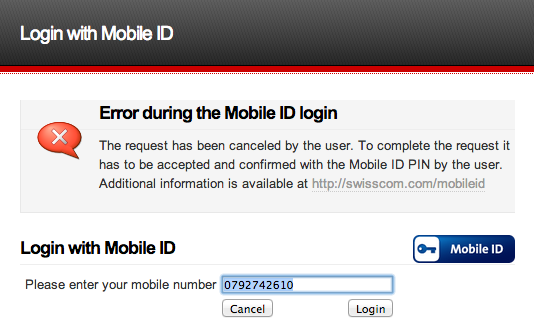 Login with Mobile ID
Error during the Mobile ID login
The request has been canceled by the user. To complete the request it
has to be accepted and confirmed with the Mobile ID PIN by the user.
Additional information is available at http://swisscom.com/mobileid
Login with Mobile ID
Mobile ID
Please enter your mobile number 0792742610
Cancel Login